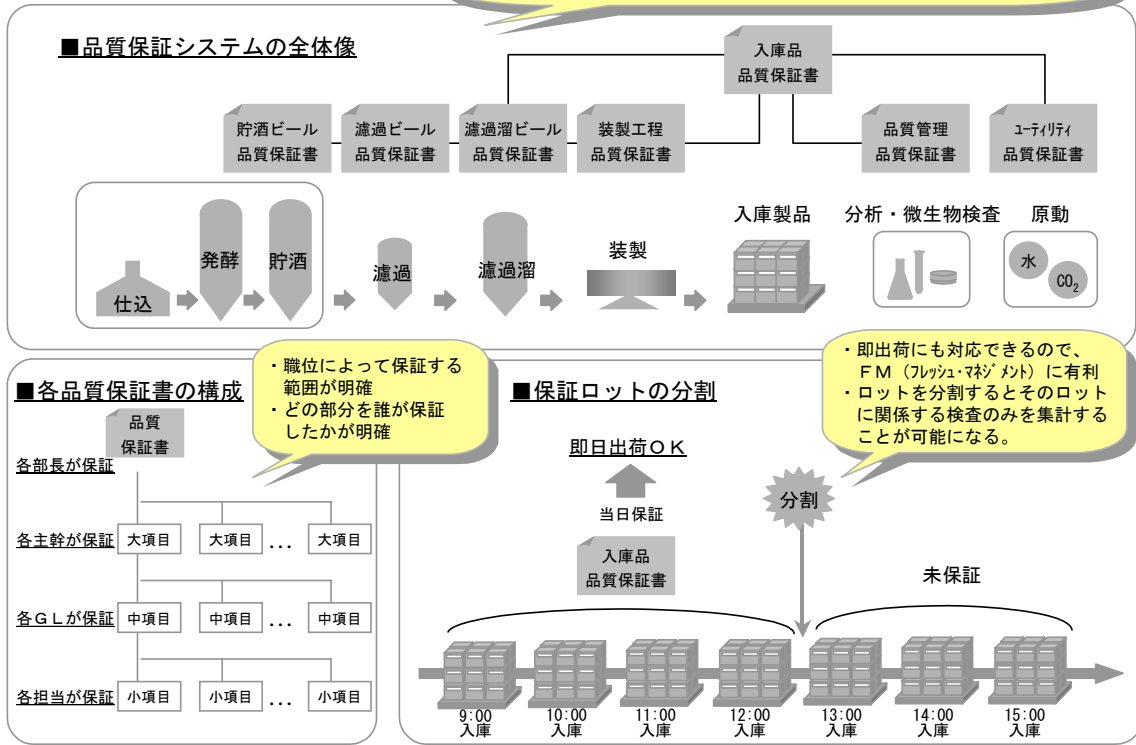 ■品質保証システムの全体像
入庫品
品質保証書
貯酒ビール
品質保証書
濾過ビール
品質保証書
濾過溜ビール
品質保証書
装製工程
品質保証書
品質管理
品質保証書
ﾕｰﾃｨﾘﾃｨ
品質保証書
仕込
発酵
貯酒
濾過
濾過溜
装製
入庫製品
分析・微生物検査
原動
水
CO₂
■各品質保証書の構成
・職位によって保証する
範囲が明確
・どの部分を誰が保証
したかが明確
品質
保証書
各部長が保証
各主幹が保証
大項目
大項目
...
大項目
各ＧＬが保証
中項目
中項目
...
中項目
各担当が保証
小項目
小項目
...
小項目
■保証ロットの分割
・即出荷にも対応できるので、
ＦＭ（ﾌﾚｯｼｭ･ﾏﾈｼﾞﾒﾝﾄ）に有利
・ロットを分割するとそのロット
に関係する検査のみを集計する
ことが可能になる。
即日出荷ＯＫ
当日保証
入庫品
品質保証書
分割
未保証
9:00
入庫
10:00
入庫
11:00
入庫
12:00
入庫
13:00
入庫
14:00
入庫
15:00
入庫